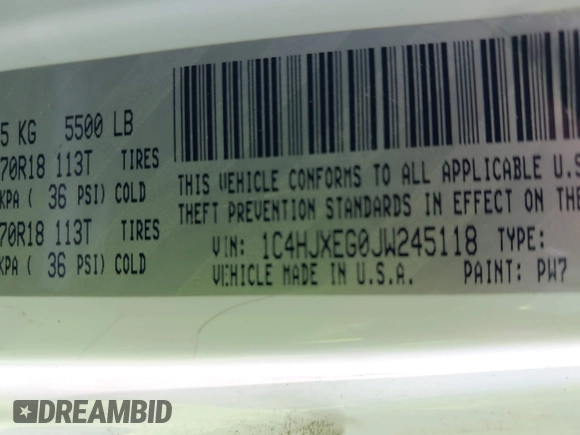 5 KG 5500 LB
70R18 113T TIRES
KPA ( 36 PSI) COLD
70R18 113T TIRES
KPA ( 36 PSI) COLD
THIS VEHICLE CONFORMS TO ALL APPLICABLE U.S
THEFT PREVENTION STANDARDS IN EFFECT ON THE
VIN: 1C4HJXEG0JW245118 TYPE:
VEHICLE MADE IN U.S.A. PAINT: PW7
$ DREAMBID